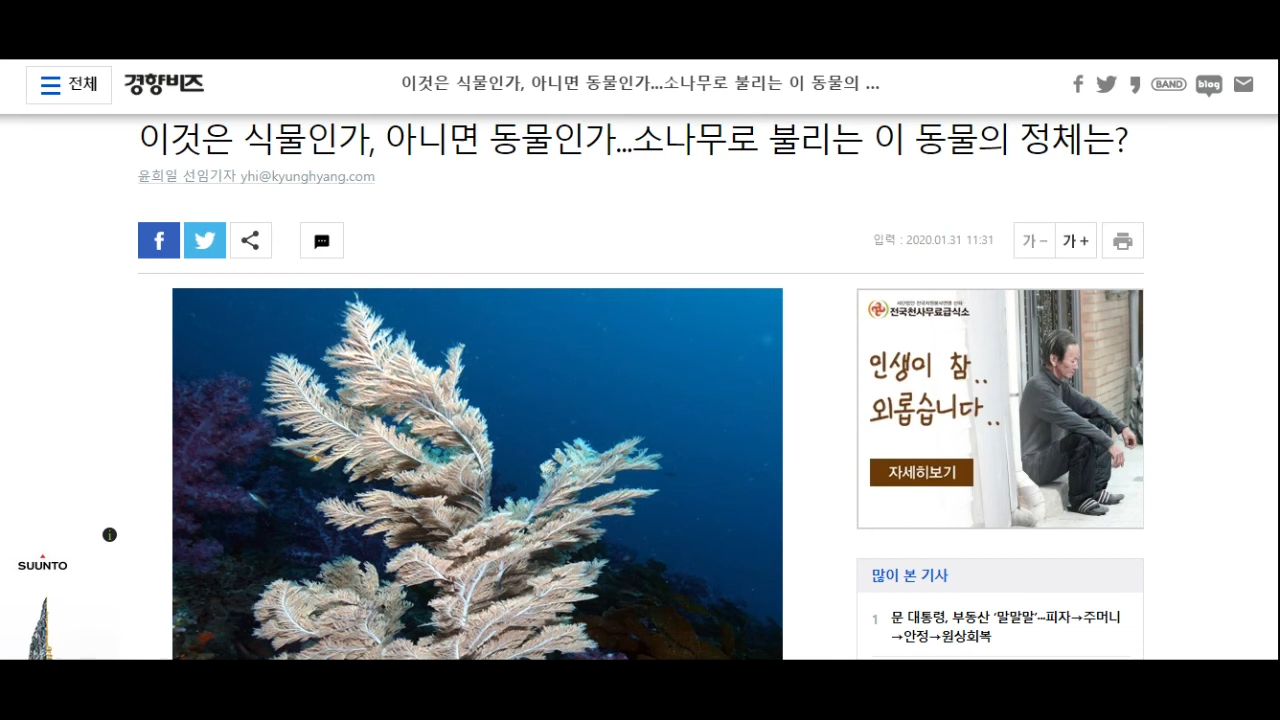 전체
경향비즈
이것은 식물인가, 아니면 동물인가...소나무로 불리는 이 동물의 ...
BAND
blog
이것은 식물인가, 아니면 동물인가...소나무로 불리는 이 동물의 정체는?
윤희일 선임기자 yhi@kyunghyang.com
입력 : 2020.01.31 11:31
가 -
가 +
전국천사무료급식소
인생이 참..
외롭습니다..
자세히보기
SUUNTO
많이 본 기사
1 문 대통령, 부동산 ‘말말말’…피자→주머니
→안정→원상회복